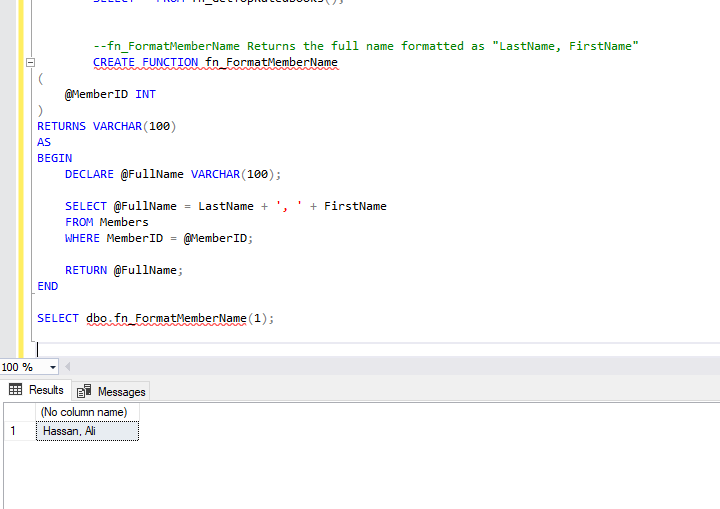 SELECT * FROM fn_GetTopRatedBooks();
--fn_FormatMemberName Returns the full name formatted as "LastName, FirstName"
CREATE FUNCTION fn_FormatMemberName
(
@MemberID INT
)
RETURNS VARCHAR(100)
AS
BEGIN
DECLARE @FullName VARCHAR(100);
SELECT @FullName = LastName + ', ' + FirstName
FROM Members
WHERE MemberID = @MemberID;
RETURN @FullName;
END
SELECT dbo.fn_FormatMemberName(1);
100 %
Results Messages
(No column name)
1 Hassan, Ali